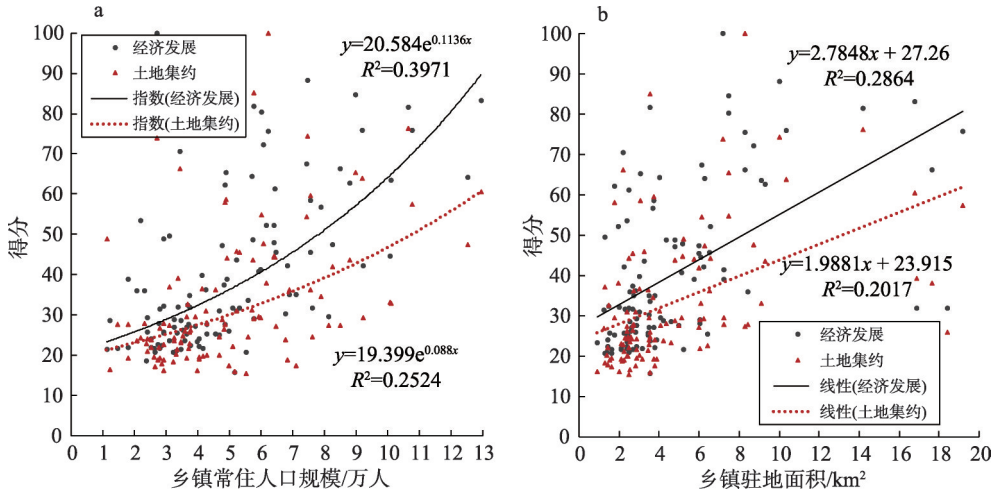 a
100
90
80
70
60
50
40
30
20
10
0
得分
经济发展
土地集约
指数(经济发展)
指数(土地集约)
y=20.584e^0.1136x
R²=0.3971
y=19.399e^0.088x
R²=0.2524
0 1 2 3 4 5 6 7 8 9 10 11 12 13
乡镇常住人口规模/万人
b
100
90
80
70
60
50
40
30
20
10
0
得分
y=2.7848x + 27.26
R²=0.2864
y=1.9881x + 23.915
R²=0.2017
经济发展
土地集约
线性(经济发展)
线性(土地集约)
0 2 4 6 8 10 12 14 16 18 20
乡镇驻地面积/km²